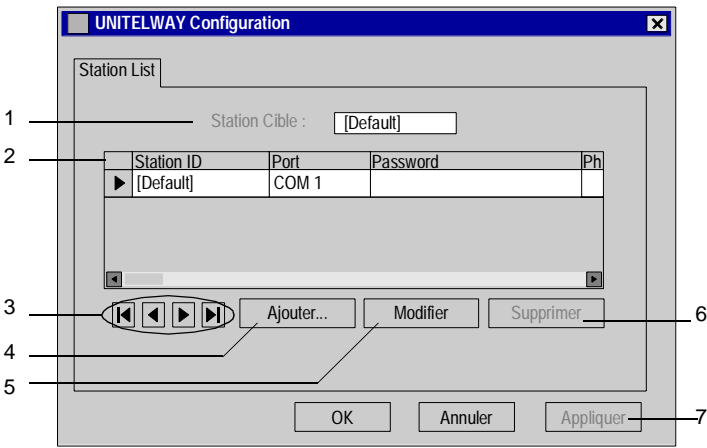 UNITELWAY Configuration
Station List
1
Station Cible :
[Default]
2
Station ID Port Password Ph
[Default] COM 1
3
Ajouter... Modifier Supprimer
6
4
5
OK Annuler Appliquer
7